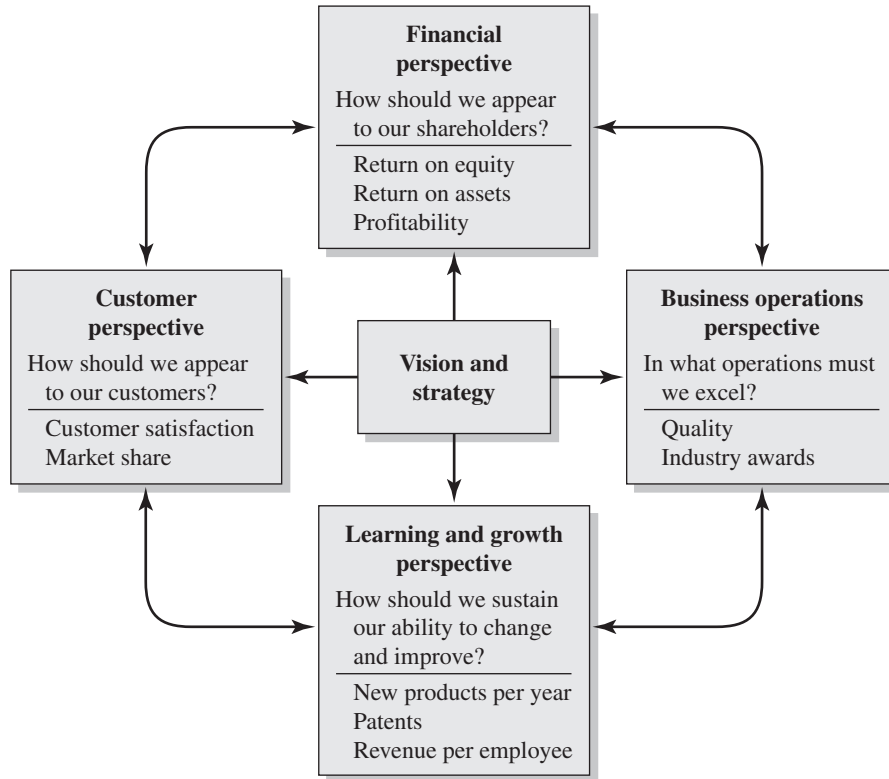 Financial
perspective
How should we appear
to our shareholders?
Return on equity
Return on assets
Profitability
Customer
perspective
How should we appear
to our customers?
Customer satisfaction
Market share
Vision and
strategy
Business operations
perspective
In what operations must
we excel?
Quality
Industry awards
Learning and growth
perspective
How should we sustain
our ability to change
and improve?
New products per year
Patents
Revenue per employee